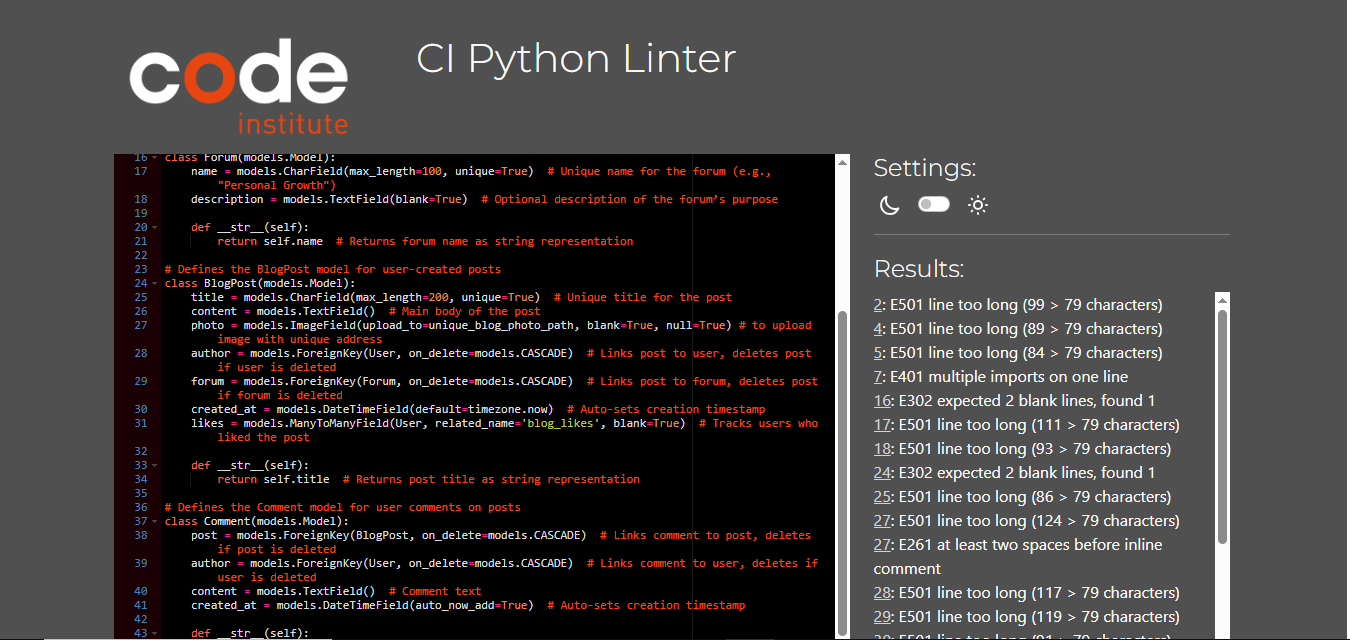 code
institute
CI Python Linter
16 class Forum(models.Model):
17 name = models.CharField(max_length=100, unique=True)  # Unique name for the forum (e.g.,
"Personal Growth")
18 description = models.TextField(blank=True)  # Optional description of the forum’s purpose
19
20 def __str__(self):
21 return self.name  # Returns forum name as string representation
22
23 # Defines the BlogPost model for user-created posts
24 class BlogPost(models.Model):
25 title = models.CharField(max_length=200, unique=True)  # Unique title for the post
26 content = models.TextField()  # Main body of the post
27 photo = models.ImageField(upload_to=unique_blog_photo_path, blank=True, null=True) # to upload
image with unique address
28 author = models.ForeignKey(User, on_delete=models.CASCADE)  # Links post to user, deletes post
if user is deleted
29 forum = models.ForeignKey(Forum, on_delete=models.CASCADE)  # Links post to forum, deletes post
if forum is deleted
30 created_at = models.DateTimeField(default=timezone.now)  # Auto-sets creation timestamp
31 likes = models.ManyToManyField(User, related_name='blog_likes', blank=True)  # Tracks users who
liked the post
32
33 def __str__(self):
34 return self.title  # Returns post title as string representation
35
36 # Defines the Comment model for user comments on posts
37 class Comment(models.Model):
38 post = models.ForeignKey(BlogPost, on_delete=models.CASCADE)  # Links comment to post, deletes
if post is deleted
39 author = models.ForeignKey(User, on_delete=models.CASCADE)  # Links comment to user, deletes if
user is deleted
40 content = models.TextField()  # Comment text
41 created_at = models.DateTimeField(auto_now_add=True)  # Auto-sets creation timestamp
42
43 def __str__(self):
Settings:
Results:
2: E501 line too long (99 > 79 characters)
4: E501 line too long (89 > 79 characters)
5: E501 line too long (84 > 79 characters)
7: E401 multiple imports on one line
16: E302 expected 2 blank lines, found 1
17: E501 line too long (111 > 79 characters)
18: E501 line too long (93 > 79 characters)
24: E302 expected 2 blank lines, found 1
25: E501 line too long (86 > 79 characters)
27: E501 line too long (124 > 79 characters)
27: E261 at least two spaces before inline
comment
28: E501 line too long (117 > 79 characters)
29: E501 line too long (119 > 79 characters)
30: E501 line too long (91 > 79 characters)